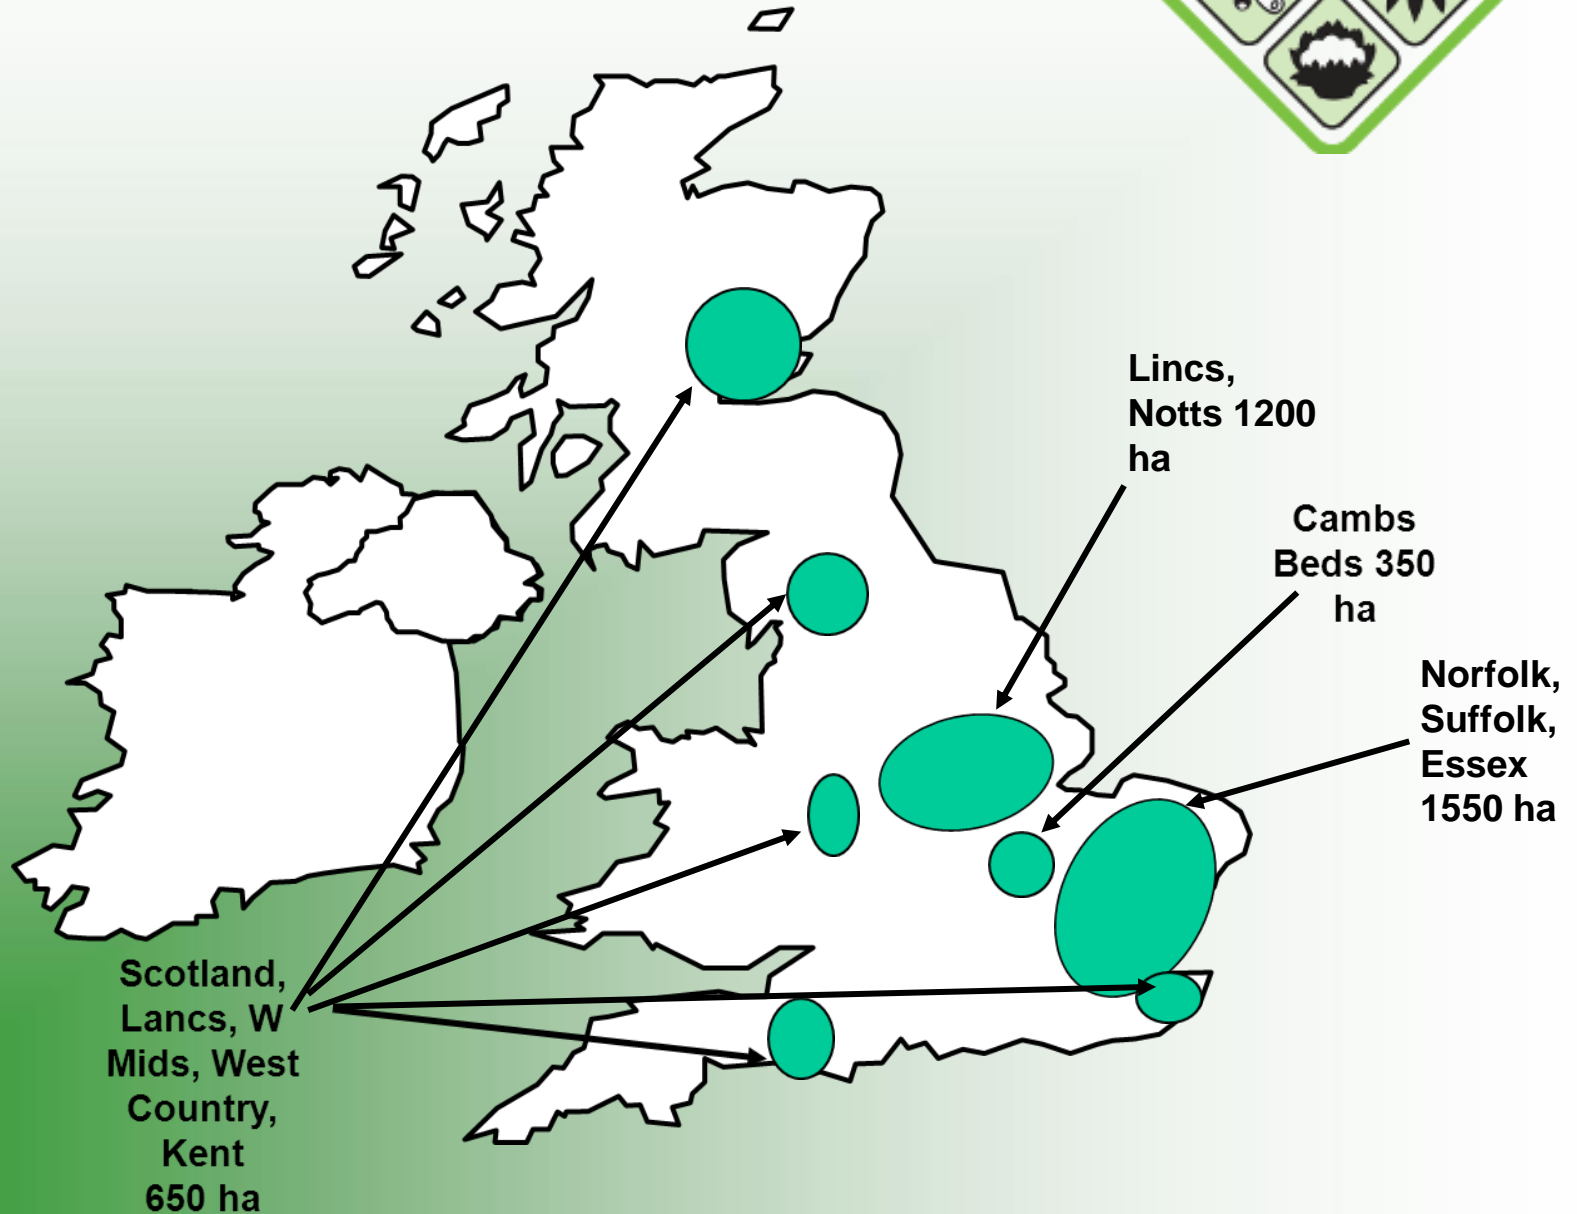 Lincs,
Notts 1200
ha
Cambs
Beds 350
ha
Norfolk,
Suffolk,
Essex
1550 ha
Scotland,
Lancs, W
Mids, West
Country,
Kent
650 ha